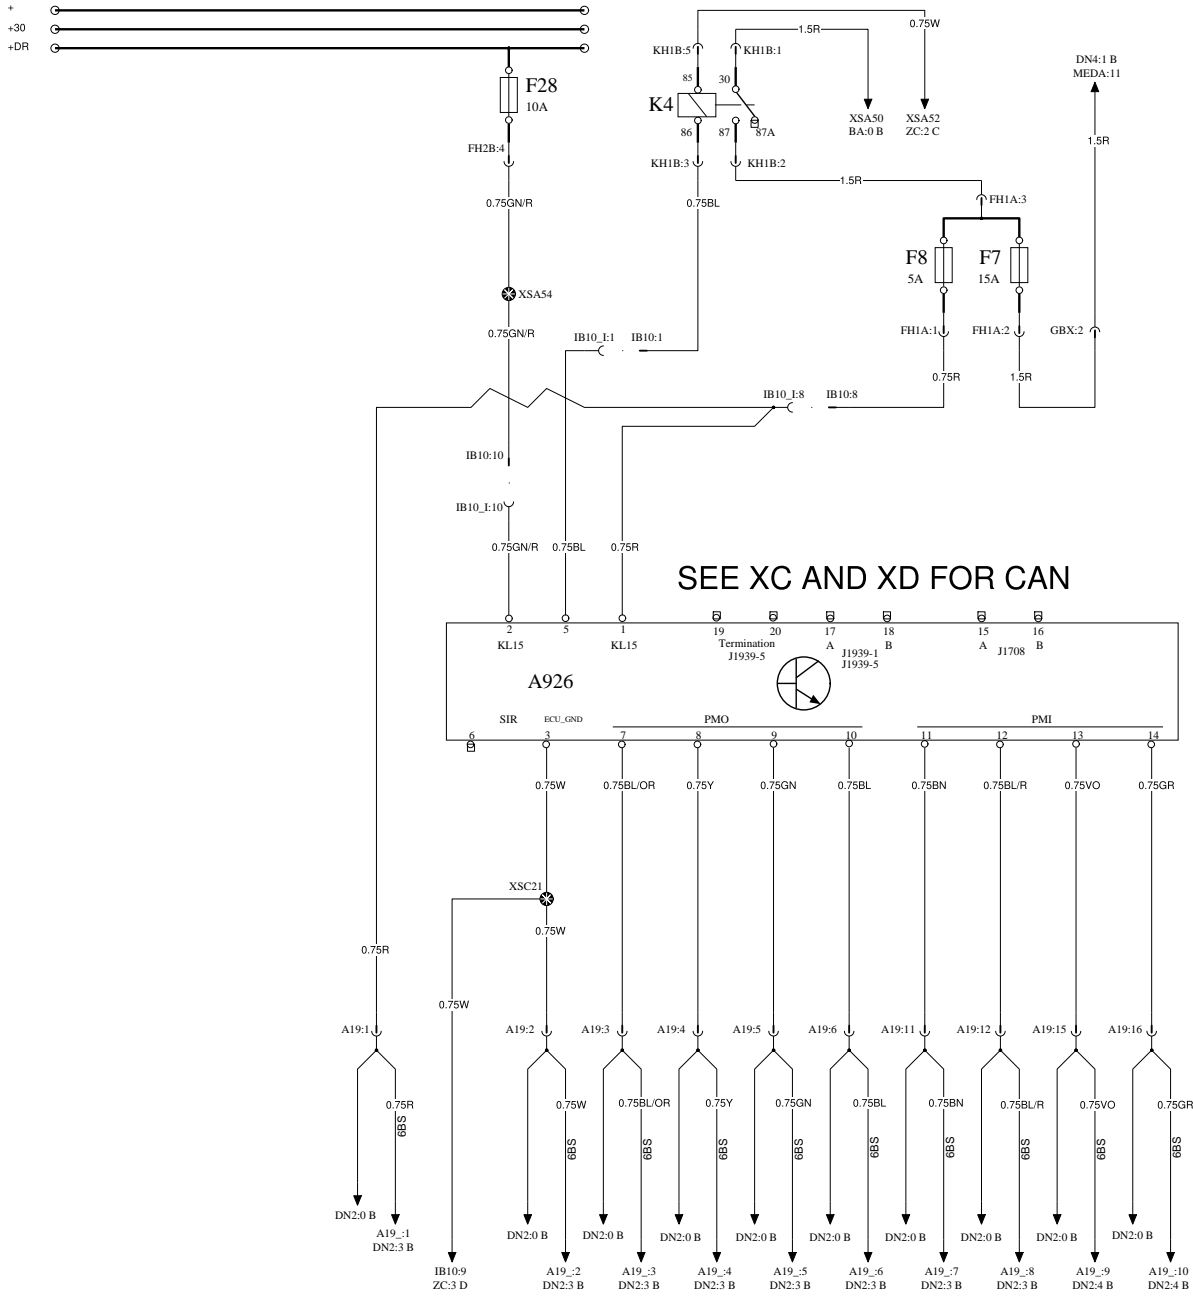 +
+30
+DR
F28
10A
FH2B:4
0.75GN/R
XSA54
0.75GN/R
KH1B:5
KH1B:1
1.5R
0.75W
85
30
K4
86
87
87A
KH1B:3
KH1B:2
XSA50
BA:0 B
XSA52
ZC:2 C
DN4:1 B
MEDA:11
1.5R
0.75BL
1.5R
FH1A:3
F8
5A
F7
15A
FH1A:1
FH1A:2
GBX:2
IB10_I:1
IB10:1
0.75R
1.5R
IB10_I:8
IB10:8
IB10:10
IB10_I:10
0.75GN/R
0.75BL
0.75R
SEE XC AND XD FOR CAN
2
5
1
19
20
17
18
15
16
KL15
KL15
Termination
J1939-5
A
J1939-1
J1939-5
B
A
J1708
B
A926
SIR
ECU_GND
PMO
PMI
6
3
7
8
9
10
11
12
13
14
0.75W
0.75BL/OR
0.75Y
0.75GN
0.75BL
0.75BN
0.75BL/R
0.75VO
0.75GR
XSC21
0.75W
0.75R
0.75W
A19:1
A19:2
A19:3
A19:4
A19:5
A19:6
A19:11
A19:12
A19:15
A19:16
0.75R
0.75W
0.75BL/OR
0.75Y
0.75GN
0.75BL
0.75BN
0.75BL/R
0.75VO
0.75GR
6BS
6BS
6BS
6BS
6BS
6BS
6BS
6BS
6BS
6BS
DN2:0 B
A19_:1
DN2:3 B
DN2:0 B
DN2:0 B
DN2:0 B
DN2:0 B
DN2:0 B
DN2:0 B
DN2:0 B
DN2:0 B
DN2:0 B
IB10:9
ZC:3 D
A19_:2
DN2:3 B
A19_:3
DN2:3 B
A19_:4
DN2:3 B
A19_:5
DN2:3 B
A19_:6
DN2:3 B
A19_:7
DN2:3 B
A19_:8
DN2:3 B
A19_:9
DN2:4 B
A19_:10
DN2:4 B